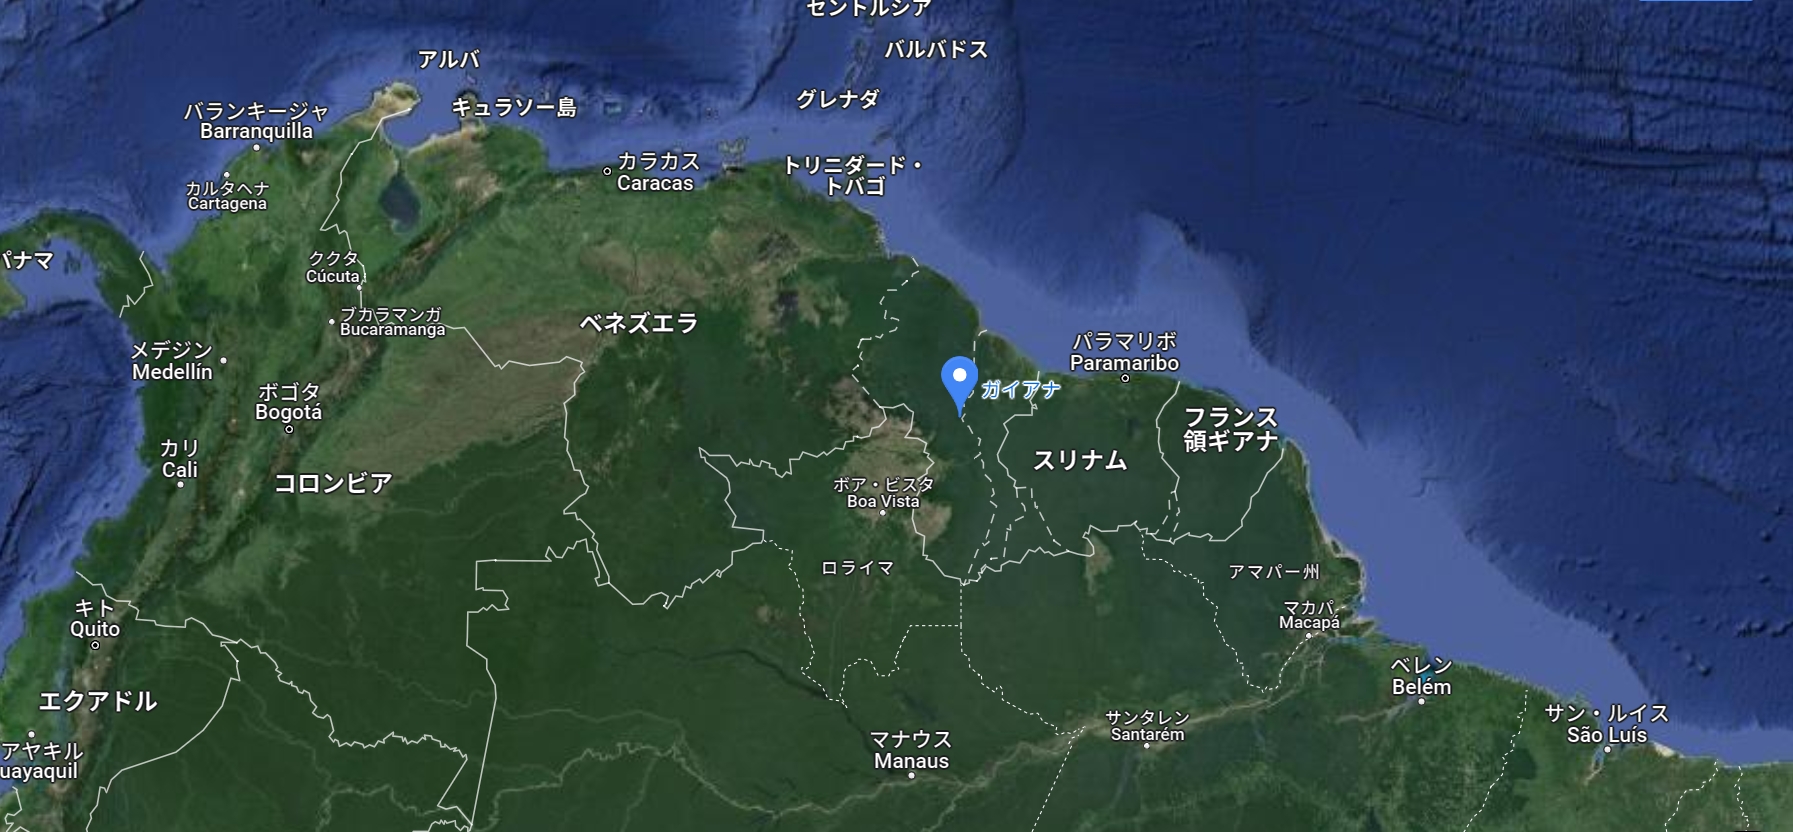 セントルシア
バルバドス
アルバ
グレナダ
キュラソー島
バランキージャ
Barranquilla
カラカス
Caracas
トリニダード・
トバゴ
カルタヘナ
Cartagena
パナマ
ククタ
Cúcuta
ブカラマンガ
Bucaramanga
ベネズエラ
メデジン
Medellín
パラマリボ
Paramaribo
ガイアナ
ボゴタ
Bogotá
フランス
領ギアナ
カリ
Cali
スリナム
コロンビア
ボア・ビスタ
Boa Vista
ロライマ
アマパー州
キト
Quito
マカパ
Macapá
ベレン
Belém
エクアドル
サンタレン
Santarém
サン・ルイス
São Luís
マナウス
Manaus
アヤキル
uayaquil